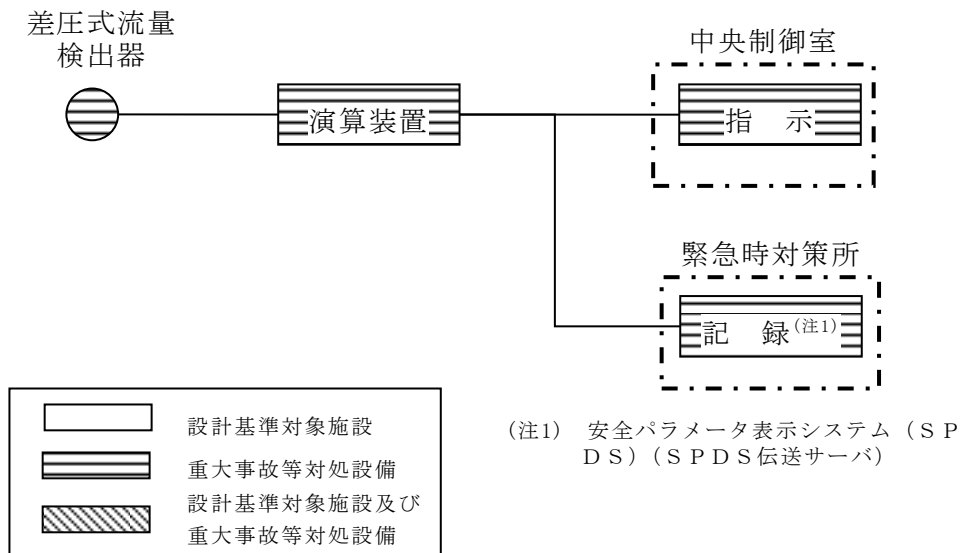 差圧式流量
検出器
演算装置
中央制御室
指　示
緊急時対策所
記　録(注1)
設計基準対象施設
重大事故等対処設備
設計基準対象施設及び
重大事故等対処設備
(注1)　安全パラメータ表示システム（ＳＰ
ＤＳ）（ＳＰＤＳ伝送サーバ）